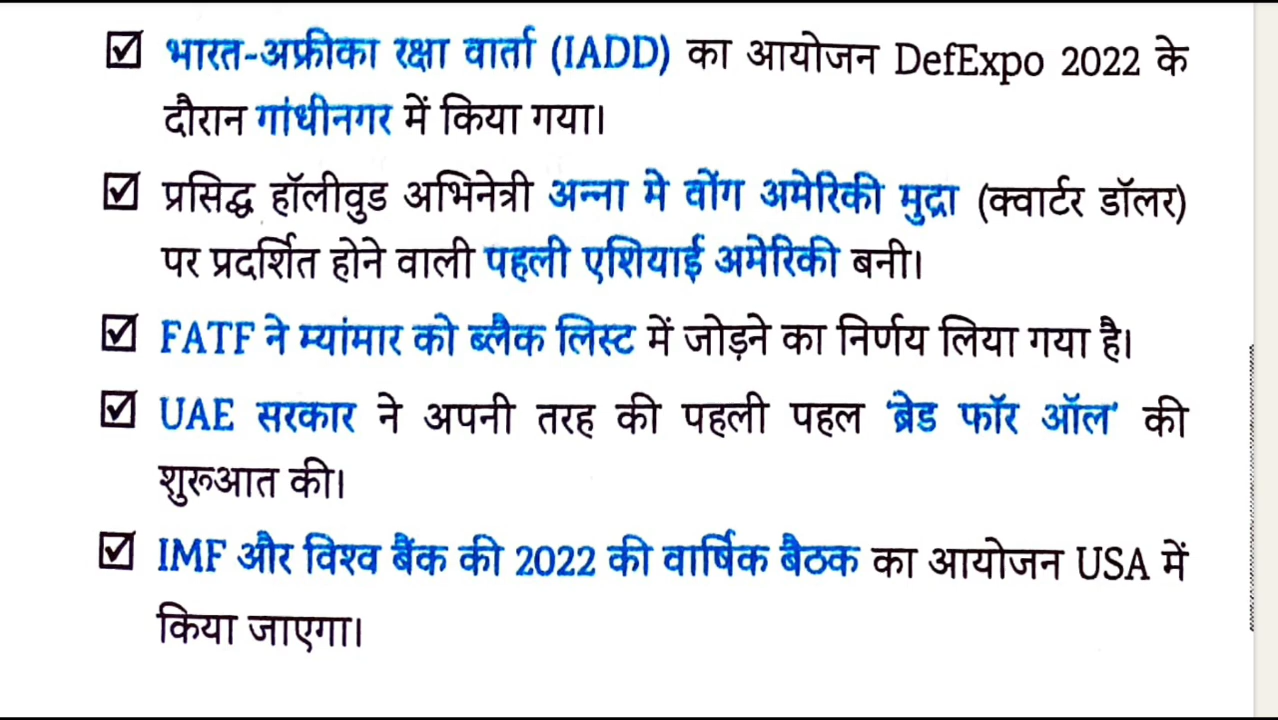 ☑ भारत-अफ्रीका रक्षा वार्ता (IADD) का आयोजन DefExpo 2022 के
दौरान गांधीनगर में किया गया।
☑ प्रसिद्ध हॉलीवुड अभिनेत्री अन्ना मे वोंग अमेरिकी मुद्रा (क्वार्टर डॉलर)
पर प्रदर्शित होने वाली पहली एशियाई अमेरिकी बनी।
☑ FATF ने म्यांमार को ब्लैक लिस्ट में जोड़ने का निर्णय लिया गया है।
☑ UAE सरकार ने अपनी तरह की पहली पहल 'ब्रेड फॉर ऑल' की
शुरूआत की।
☑ IMF और विश्व बैंक की 2022 की वार्षिक बैठक का आयोजन USA में
किया जाएगा।